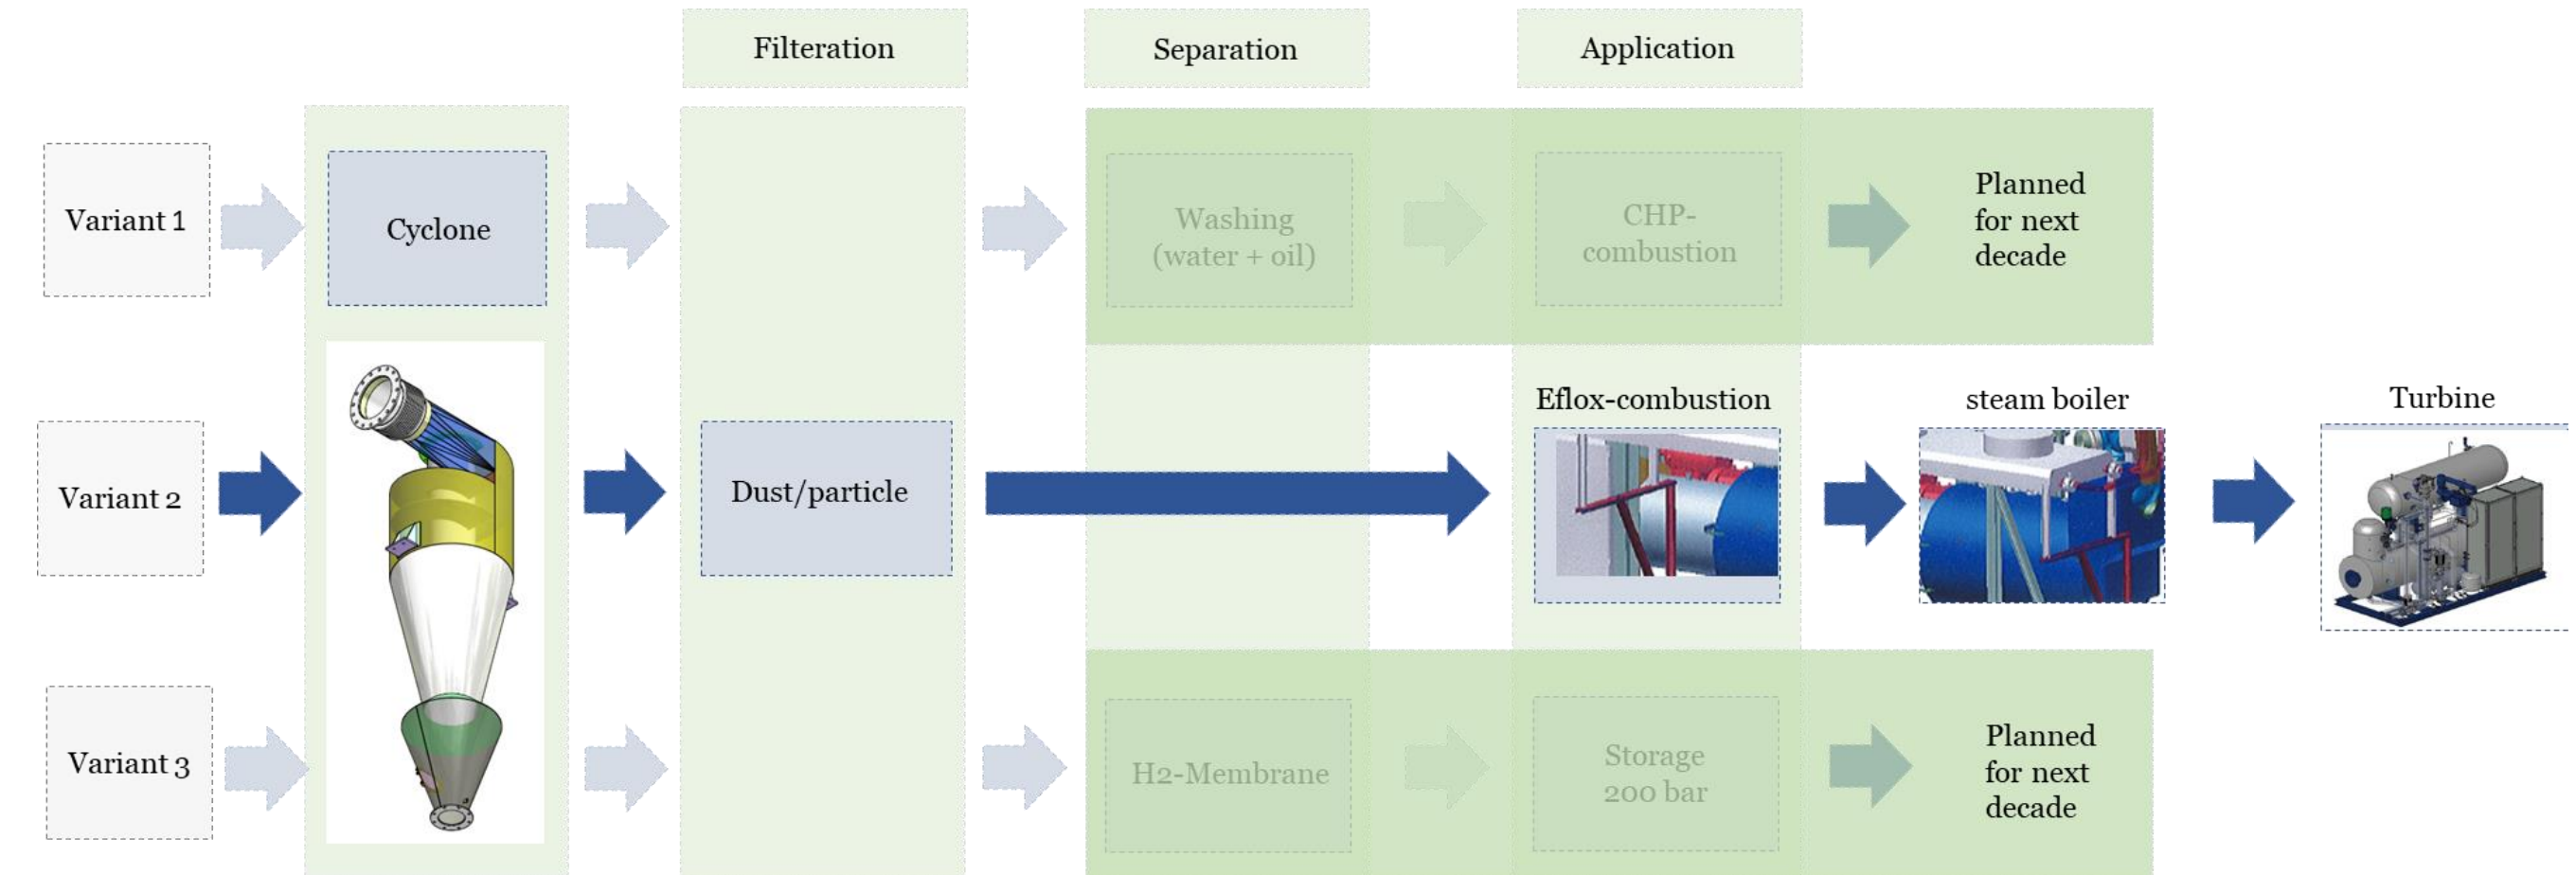 Filteration
Separation
Application
Variant 1
Cyclone
Washing
(water + oil)
CHP-
combustion
Planned
for next
decade
Variant 2
Dust/particle
Eflox-combustion
steam boiler
Turbine
Variant 3
H2-Membrane
Storage
200 bar
Planned
for next
decade